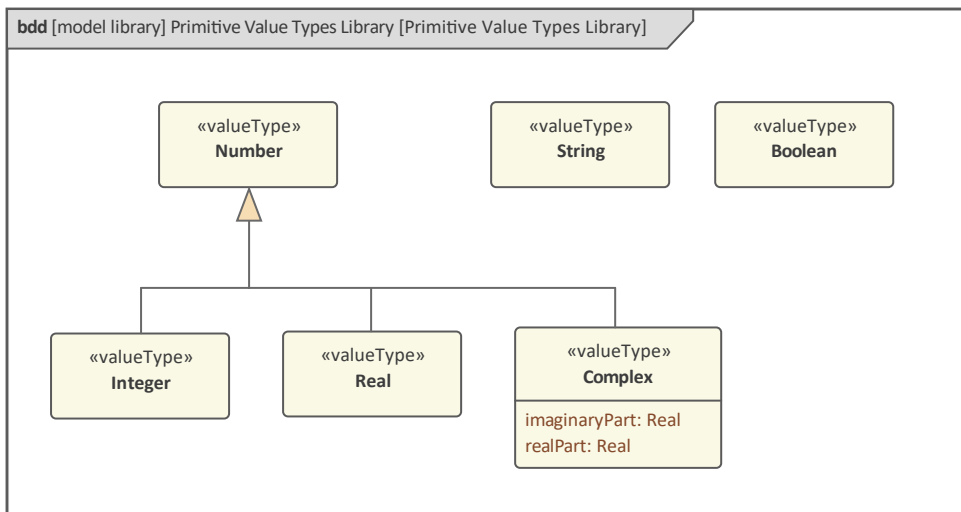 bdd [model library] Primitive Value Types Library [Primitive Value Types Library]
«valueType»
Number
«valueType»
String
«valueType»
Boolean
«valueType»
Integer
«valueType»
Real
«valueType»
Complex
imaginaryPart: Real
realPart: Real